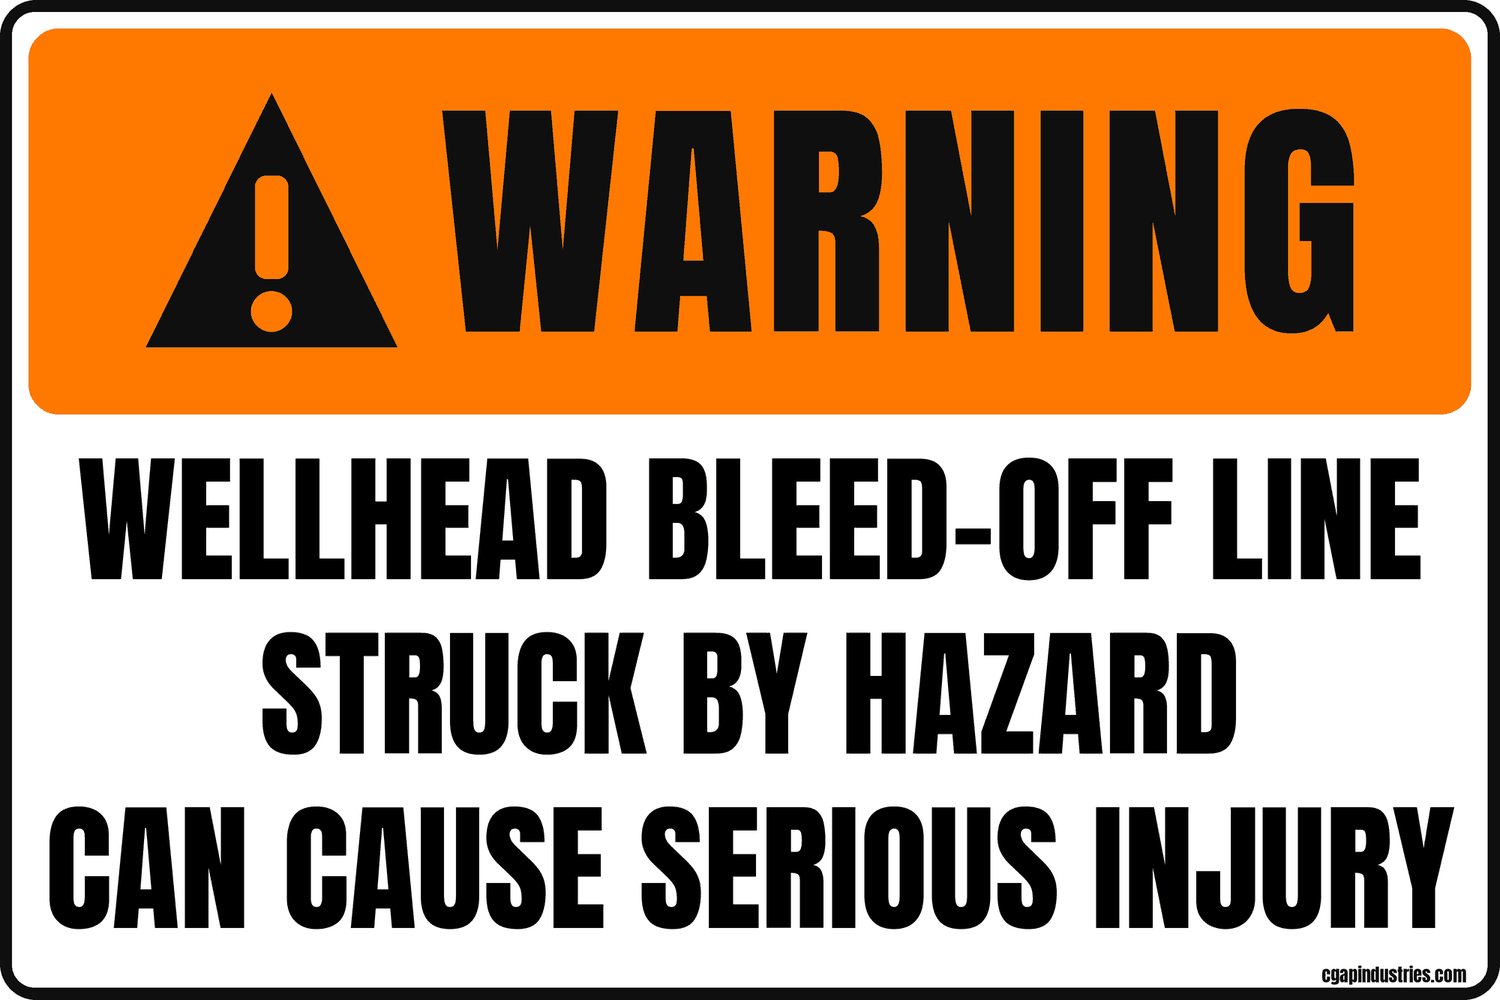 WARNING
WELLHEAD BLEED-OFF LINE
STRUCK BY HAZARD
CAN CAUSE SERIOUS INJURY
cgapindustries.com